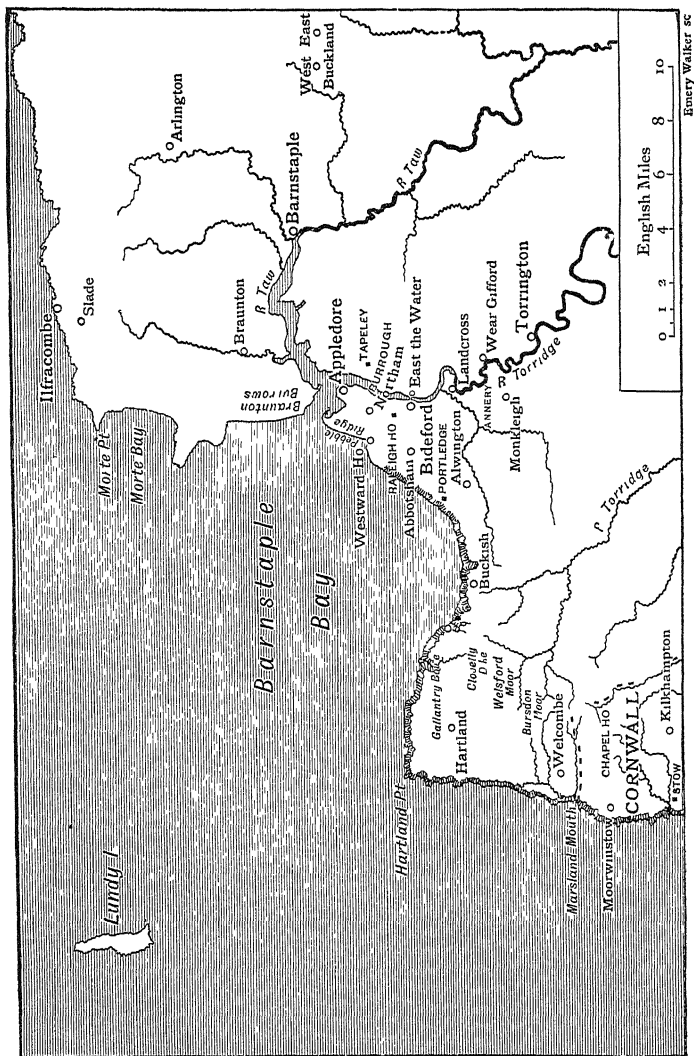 Ilfracombe
Slade
Arlington
West East
Buckland
Morte Pt
Morte Bay
Braunton
Braunton
Burrows
R Taw
Barnstaple
Lundy I
Barnstaple
Bay
Appledore
TAPELEY
BURROUGH
Northam
Pebble
Ridge
Westward Ho
RALEIGH HO
East the Water
Bideford
Abbotsham
PORTLEDGE
Alwington
Landcross
Wear Gifford
ANNERY
R Torridge
Torrington
Monkleigh
R Taw
Hartland Pt
Gallantry Bower
Clovelly
Dike
Buckish
Hartland
Welsford
Moor
Bursdon
Moor
R Torridge
Welcombe
Marsland Mouth
CHAPEL HO
Moorwinstow
CORNWALL
Kilkhampton
STOW
English Miles
0 1 2 4 6 8 10
Emery Walker sc